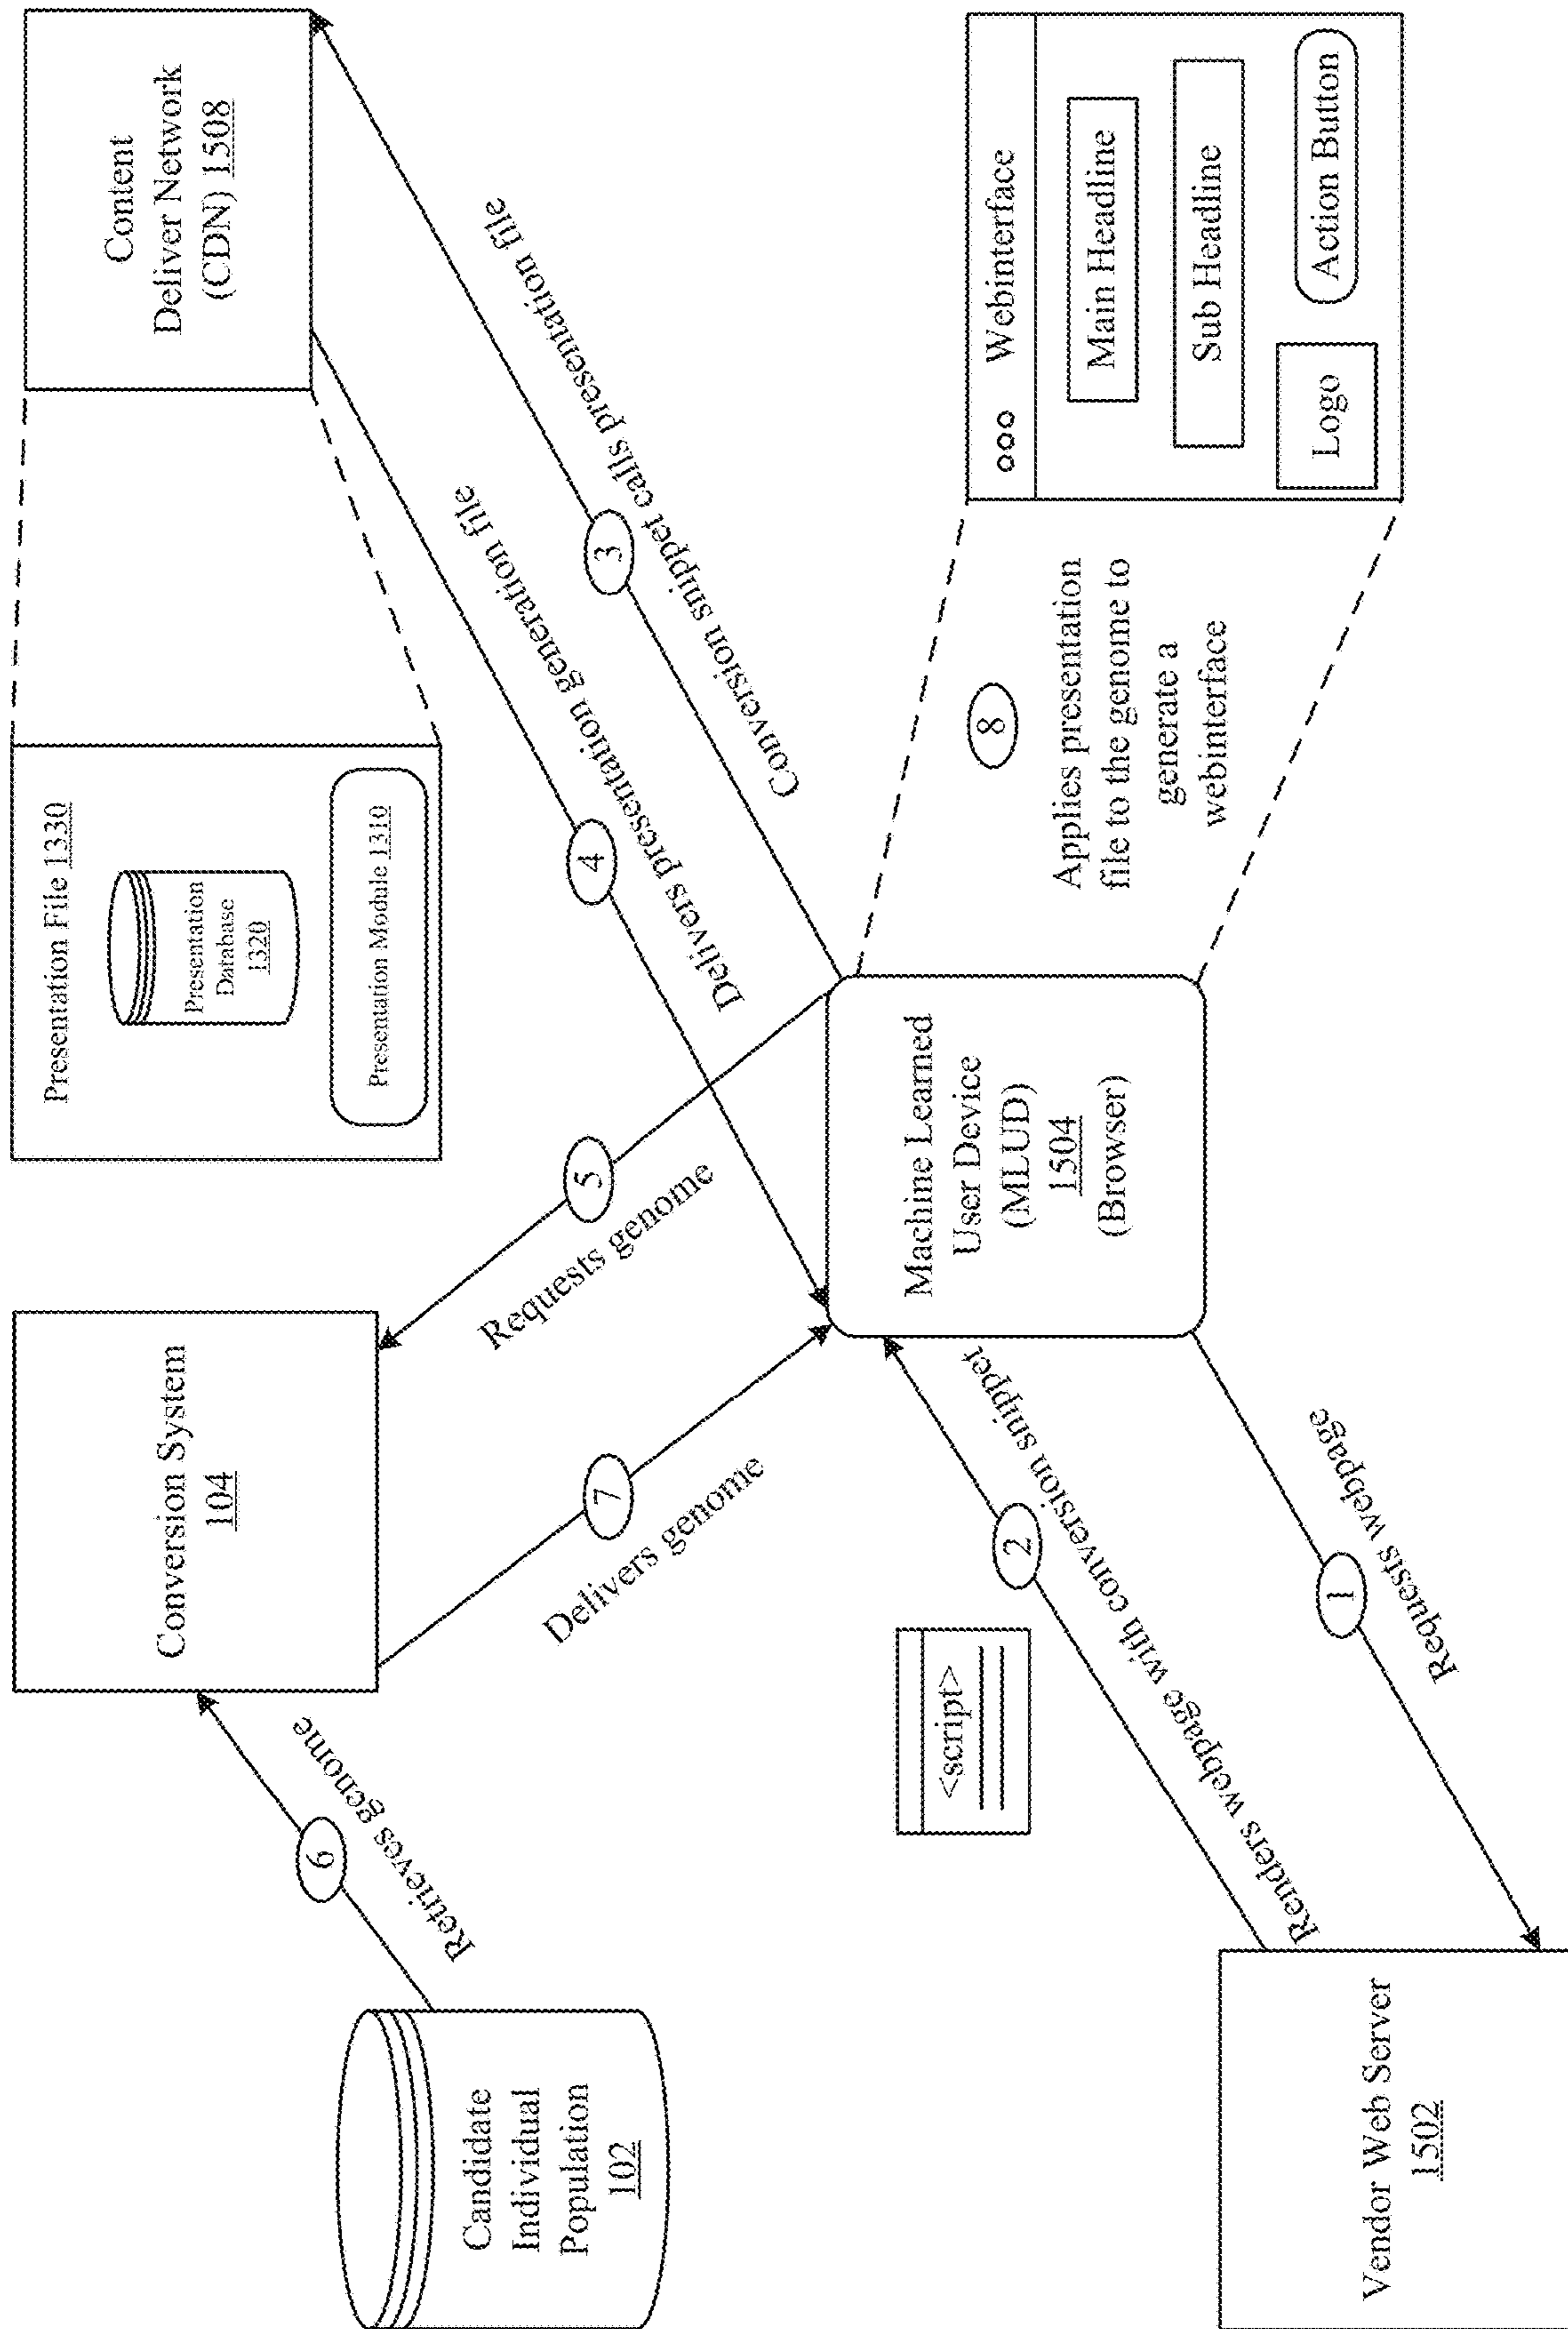 Candidate
Individual
Population
102
6
Retrieves genome
Conversion System
104
Presentation File 1330
Presentation
Database
1320
Presentation Module 1310
Content
Deliver Network
(CDN) 1508
7
Delivers genome
5
Requests genome
4
Delivers presentation generation file
3
Conversion snippet calls presentation file
<script>
2
Renders webpage with conversion snippet
Machine Learned
User Device
(MLUD)
1504
(Browser)
8
Applies presentation
file to the genome to
generate a
webinterface
Webinterface
Main Headline
Sub Headline
Logo
Action Button
1
Requests webpage
Vendor Web Server
1502